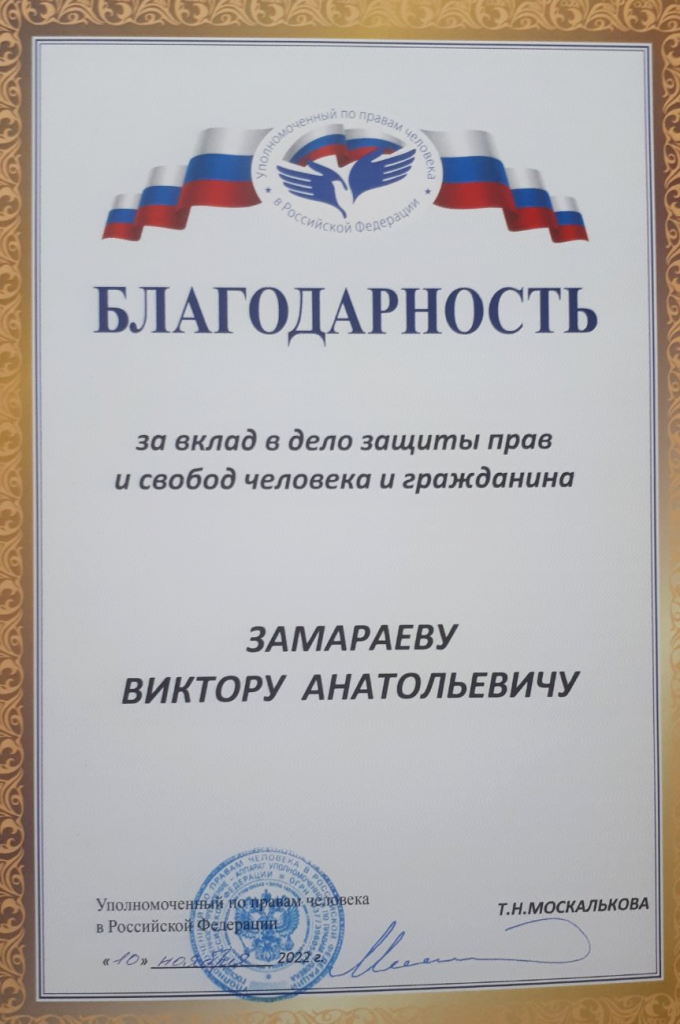 Уполномоченный по правам человека
в Российской Федерации
БЛАГОДАРНОСТЬ
за вклад в дело защиты прав
и свобод человека и гражданина
ЗАМАРАЕВУ
ВИКТОРУ АНАТОЛЬЕВИЧУ
Уполномоченный по правам человека
в Российской Федерации
Т.Н.МОСКАЛЬКОВА
«10» ноября 2022 г.